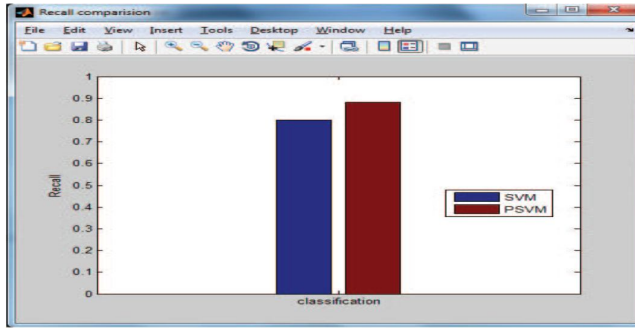 Recall comparision
File Edit View Insert Tools Desktop Window Help
1
0.9
0.8
0.7
0.6
0.5
0.4
0.3
0.2
0.1
0
Recall
SVM
PSVM
classification